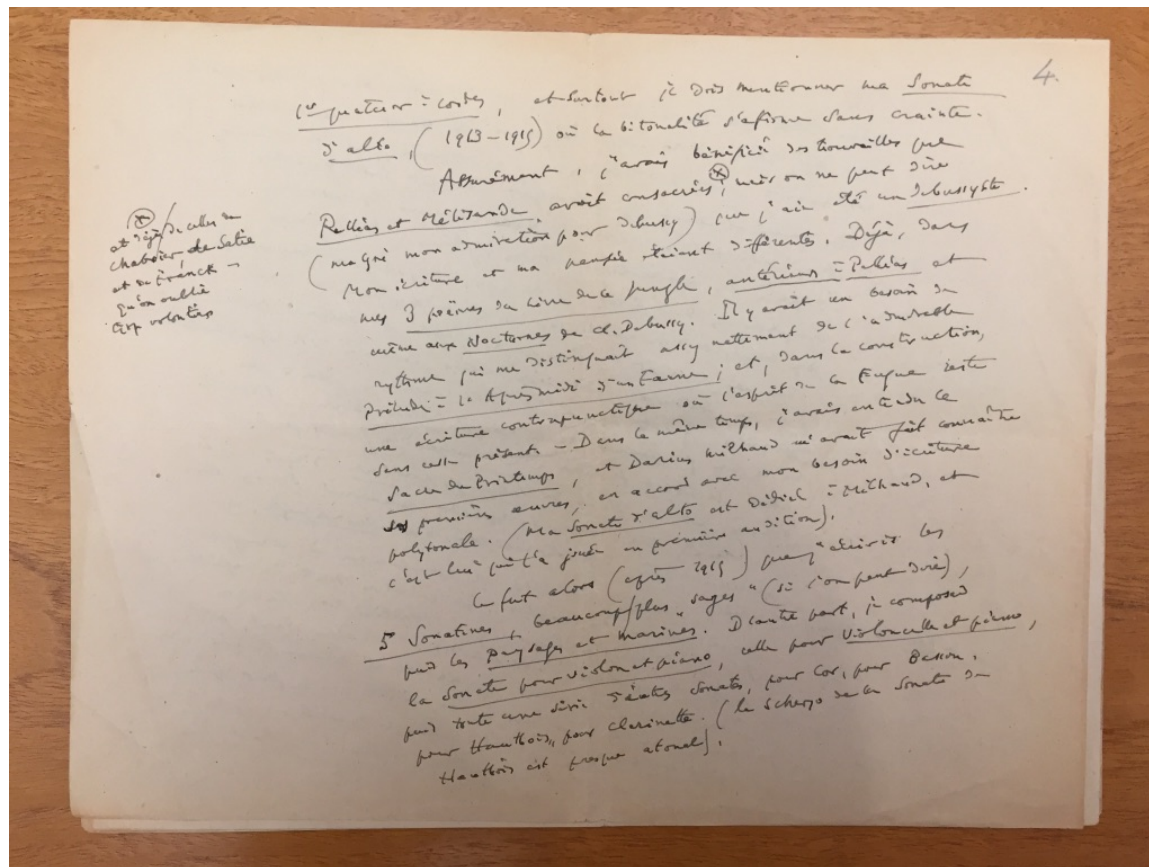 4.
1er quatuor à cordes, et surtout je dois mentionner ma Sonate
d'alto, (1913-1915) où la bitonalité s'affirme sans crainte.
Assurément, j'avais bénéficié des trouvailles que
Pelléas et Mélisande avait consacrées ⊛, mais on ne peut dire
(malgré mon admiration pour Debussy) que j'aie été un debussyste.
Mon écriture et ma pensée étaient différentes. Déjà, dans
mes 3 poèmes du Livre de la Jungle, antérieurs à Pelléas et
même aux Nocturnes de Cl. Debussy. Il y avait un besoin de
rythme qui me distinguait assez nettement de l'admirable
Prélude à l'Après midi d'un Faune; et, dans la construction,
une écriture contrapunctique où l'esprit de la Fugue reste
sans cesse présent - Dans le même temps, j'avais entendu le
Sacre du Printemps, et Darius Milhaud m'avait fait connaître
ses premières œuvres, en accord avec mon besoin d'écriture
polytonale. (Ma Sonate d'alto est dédiée à Milhaud, et
c'est lui qui l'a jouée en première audition).
Ce fut alors (après 1915) que j'écrivis les
5 Sonatines, beaucoup plus "sages" (si l'on peut dire),
puis les Paysages et marines. D'autre part, je composai
la Sonate pour violon et piano, celle pour violoncelle et piano,
puis toute une série d'autres Sonates, pour Cor, pour Basson,
pour Hautbois, pour Clarinette. (le scherzo de la Sonate de
Hautbois est presque atonal).
⊛
et déjà de celles de
Chabrier, de Satie
et de Franck -
qu'on oublie
trop volontiers